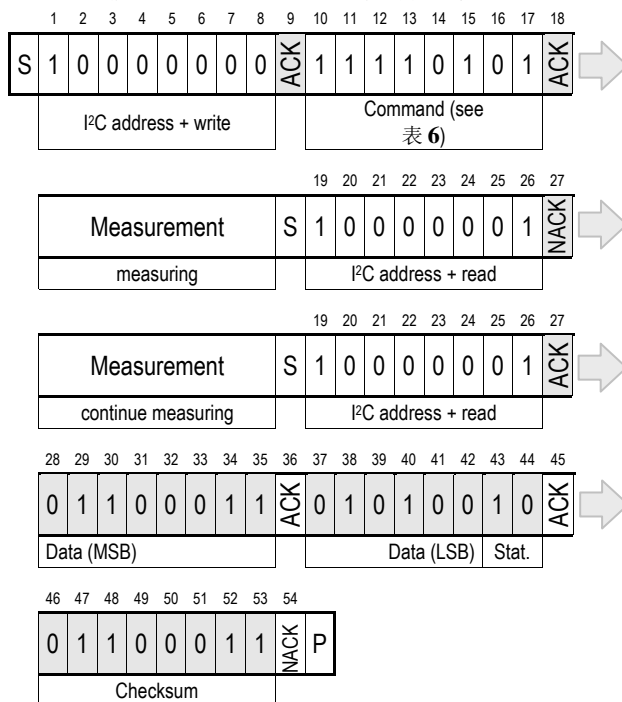 1 2 3 4 5 6 7 8 9 10 11 12 13 14 15 16 17 18
S 1 0 0 0 0 0 0 0 ACK 1 1 1 1 0 1 0 1 ACK
I²C address + write Command (see
表 6)
19 20 21 22 23 24 25 26 27
Measurement S 1 0 0 0 0 0 0 1 NACK
measuring I²C address + read
19 20 21 22 23 24 25 26 27
Measurement S 1 0 0 0 0 0 0 1 ACK
continue measuring I²C address + read
28 29 30 31 32 33 34 35 36 37 38 39 40 41 42 43 44 45
0 1 1 0 0 0 1 1 ACK 0 1 0 1 0 0 1 0 ACK
Data (MSB) Data (LSB) Stat.
46 47 48 49 50 51 52 53 54
0 1 1 0 0 0 1 1 NACK P
Checksum